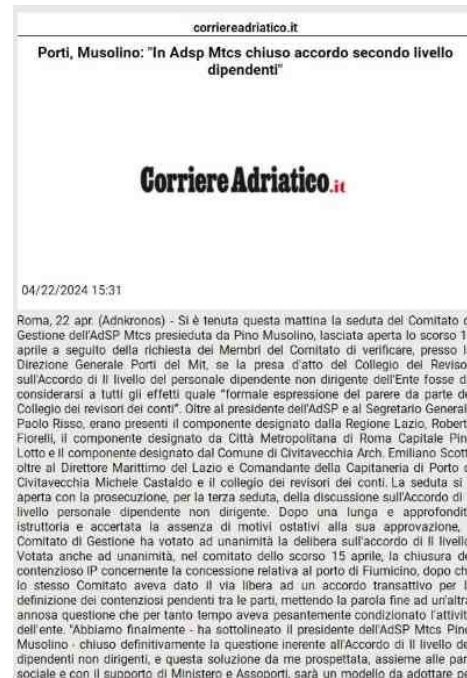 corriereadriatico.it
Porti, Musolino: "In Adsp Mtcs chiuso accordo secondo livello
dipendenti"
Corriere Adriatico.it
04/22/2024 15:31
Roma, 22 apr. (Adnkronos) - Si è tenuta questa mattina la seduta del Comitato d
Gestione dell'AdSP Mtcs presieduta da Pino Musolino, lasciata aperta lo scorso 1
aprile a seguito della richiesta dei Membri del Comitato di verificare, presso l
Direzione Generale Porti del Mit, se la presa d'atto del Collegio dei Reviso
sull'Accordo di II livello del personale dipendente non dirigente dell'Ente fosse d
considerarsi a tutti gli effetti quale "formale espressione del parere da parte de
Collegio dei revisori dei conti". Oltre al presidente dell'AdSP e al Segretario General
Paolo Risso, erano presenti il componente designato dalla Regione Lazio, Robert
Fiorelli, il componente designato da Città Metropolitana di Roma Capitale Pin
Lotto e il componente designato dal Comune di Civitavecchia Arch. Emiliano Scott
oltre al Direttore Marittimo del Lazio e Comandante della Capitaneria di Porto d
Civitavecchia Michele Castaldo e il collegio dei revisori dei conti. La seduta si
aperta con la prosecuzione, per la terza seduta, della discussione sull'Accordo di
livello personale dipendente non dirigente. Dopo una lunga e approfondit
istruttoria e accertata la assenza di motivi ostativi alla sua approvazione,
Comitato di Gestione ha votato ad unanimità la delibera sull'accordo di II livello
Votata anche ad unanimità, nel comitato dello scorso 15 aprile, la chiusura de
contenzioso IP concernente la concessione relativa al porto di Fiumicino, dopo ch
lo stesso Comitato aveva dato il via libera ad un accordo transattivo per l
definizione dei contenziosi pendenti tra le parti, mettendo la parola fine ad un'altr
annosa questione che per tanto tempo aveva pesantemente condizionato l'attivit
dell'ente. "Abbiamo finalmente - ha sottolineato il presidente dell'AdSP Mtcs Pino
Musolino - chiuso definitivamente la questione inerente all'Accordo di II livello de
dipendenti non dirigenti, e questa soluzione da me prospettata, assieme alle par
sociale e con il supporto di Ministero e Assoporti, sarà un modello da adottare pe